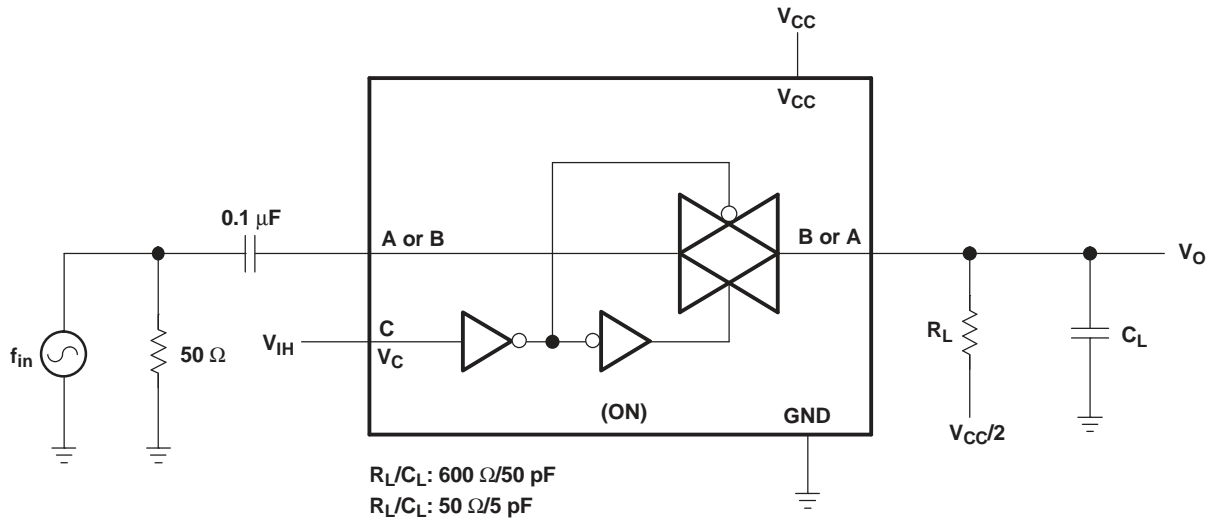 VCC
VCC
0.1 µF
A or B
B or A
VO
fin
50 Ω
VIH
C
VC
RL
CL
(ON)
GND
VCC/2
RL/CL: 600 Ω/50 pF
RL/CL: 50 Ω/5 pF